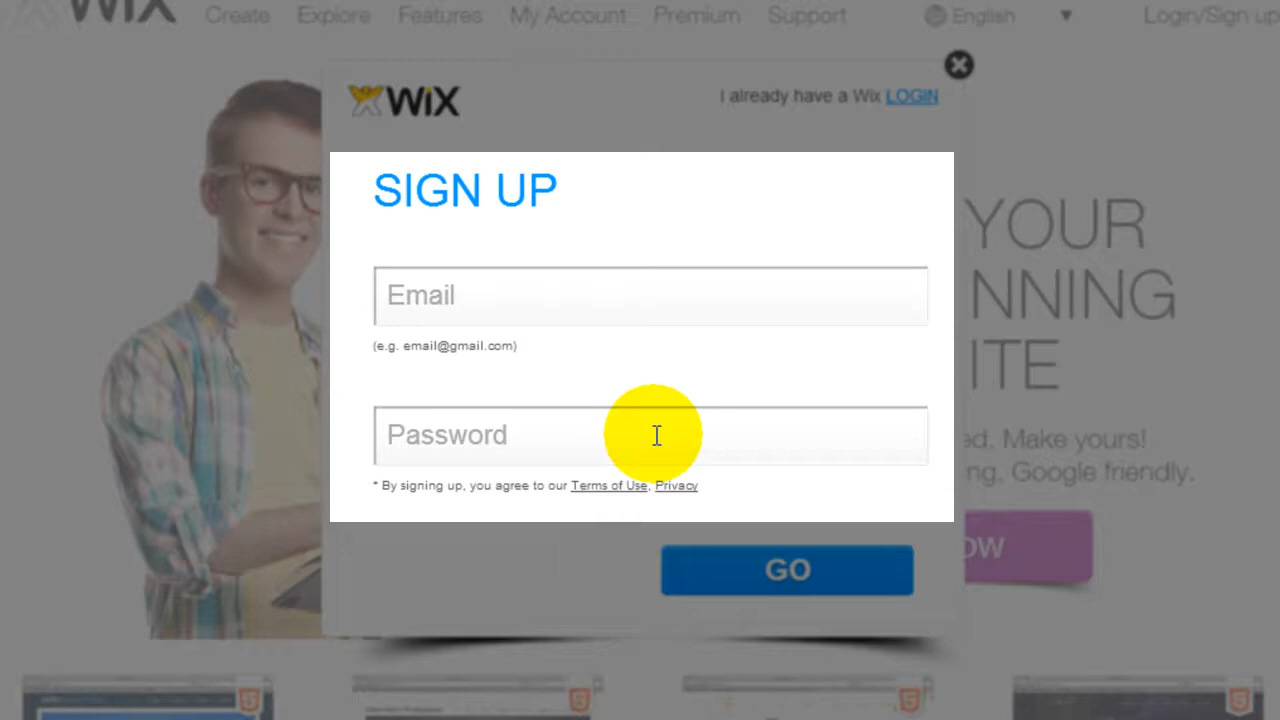 WIX Create Explore Features My Account Premium Support English Login/Sign up
WiX
I already have a Wix LOGIN
SIGN UP
Email
(e.g. email@gmail.com)
Password
* By signing up, you agree to our Terms of Use, Privacy
GO
YOUR
NNING
ITE
ed. Make yours!
ng. Google friendly.
OW